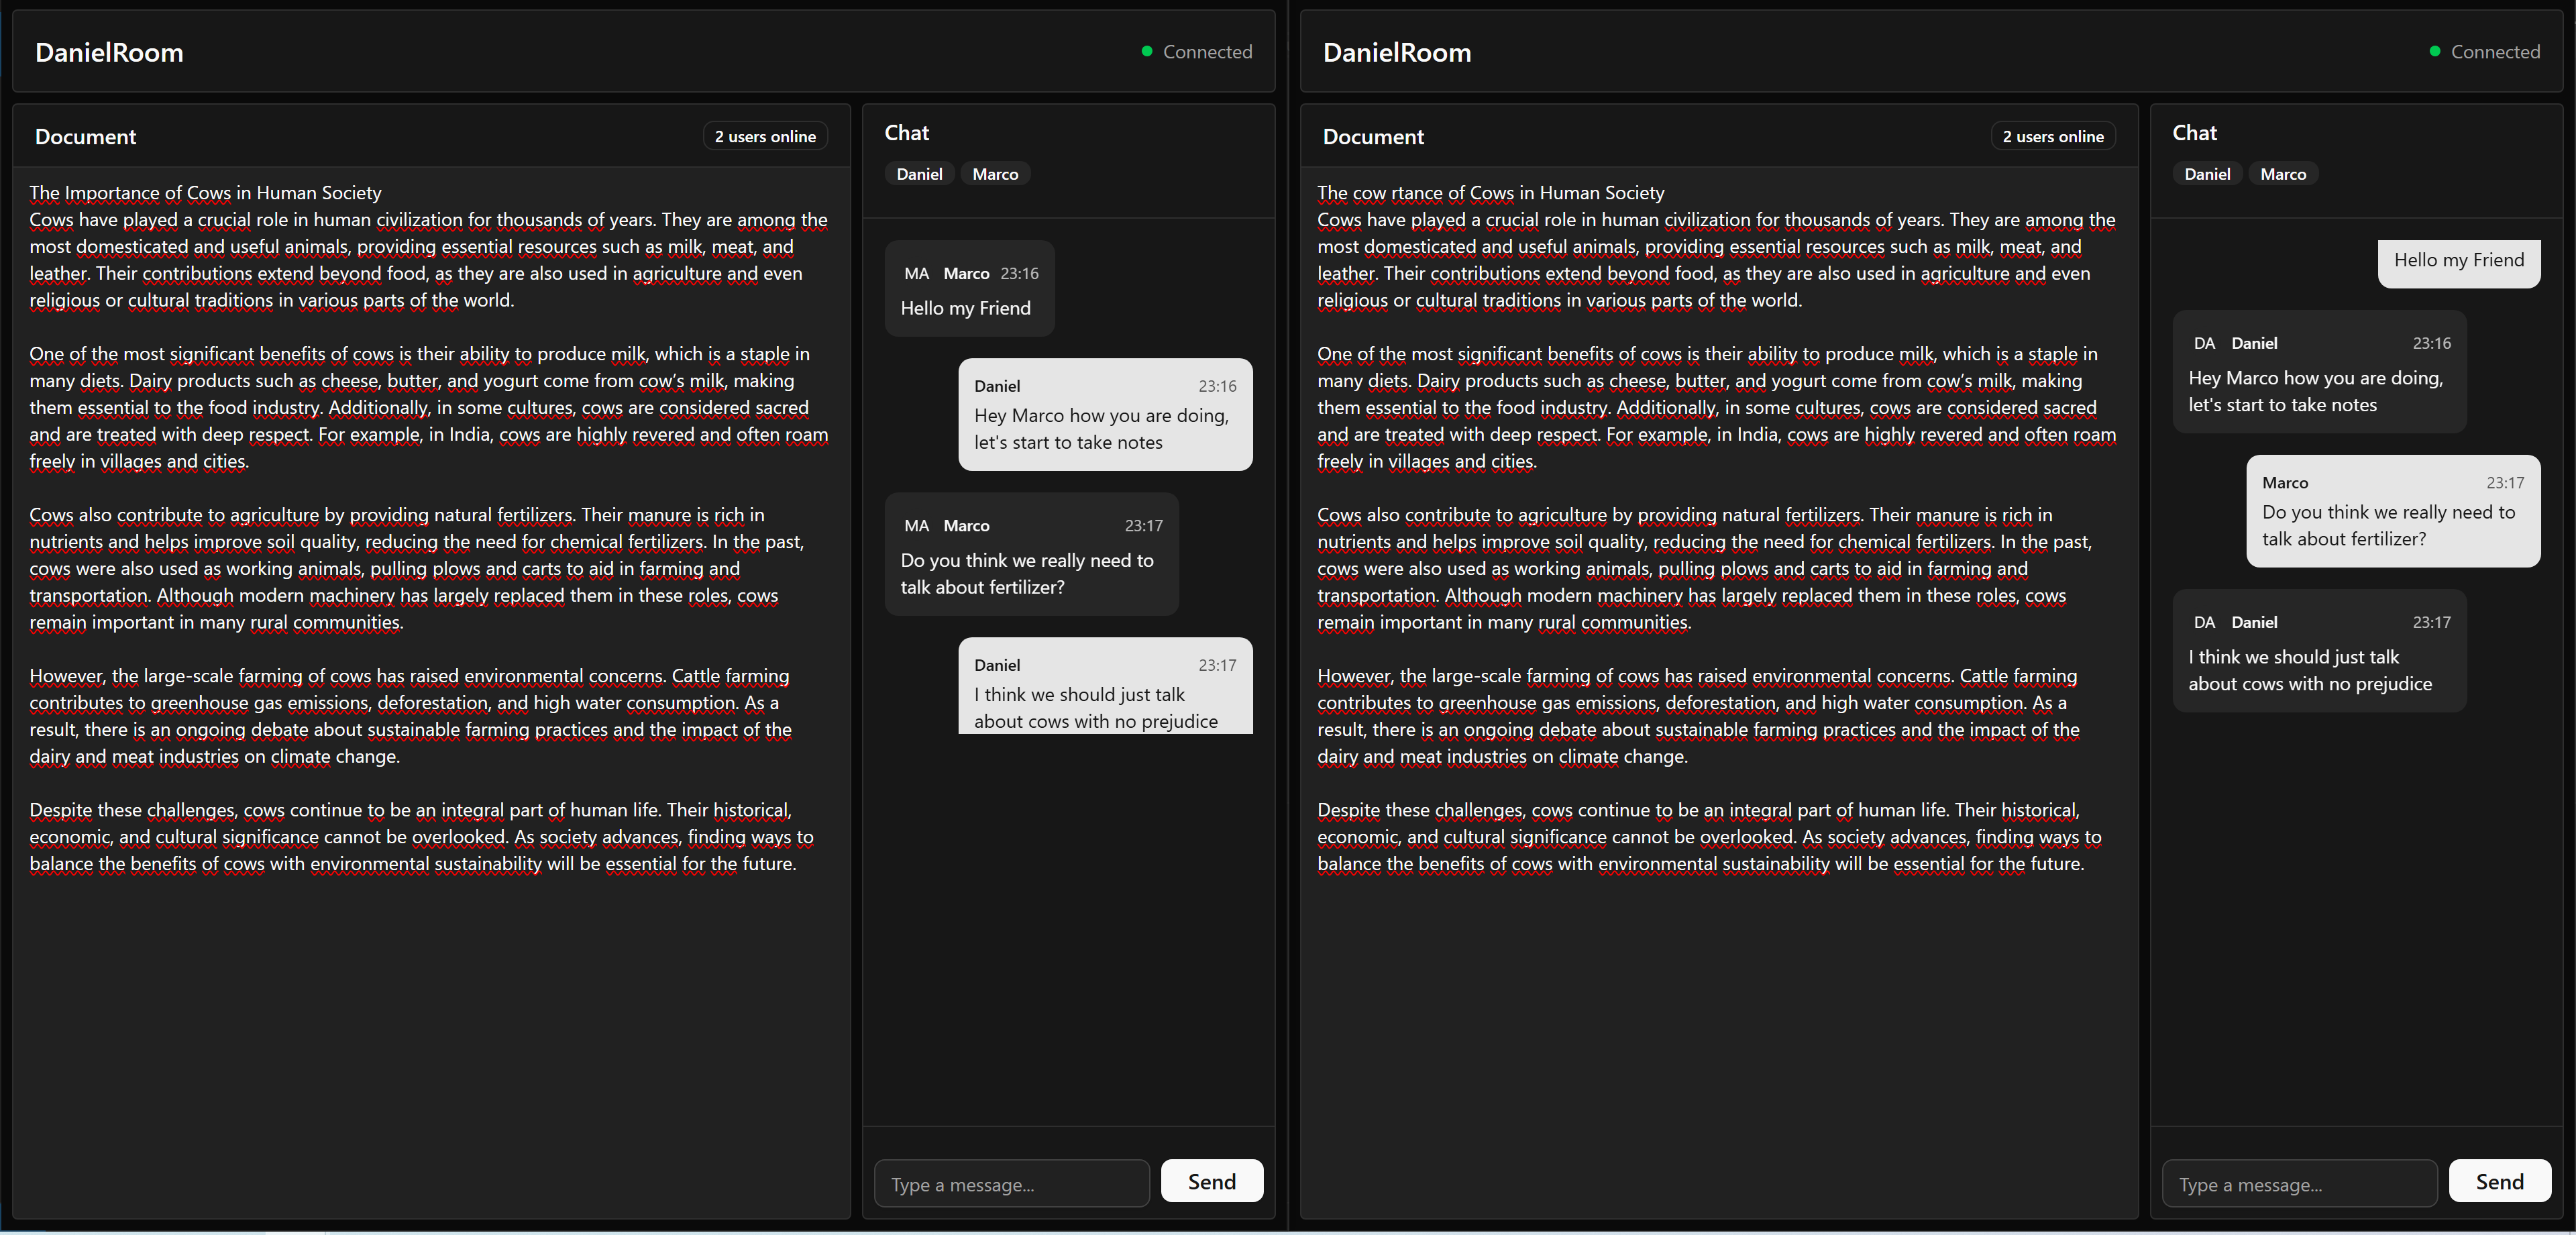 DanielRoom
Connected
Document
2 users online
The Importance of Cows in Human Society
Cows have played a crucial role in human civilization for thousands of years. They are among the
most domesticated and useful animals, providing essential resources such as milk, meat, and
leather. Their contributions extend beyond food, as they are also used in agriculture and even
religious or cultural traditions in various parts of the world.
One of the most significant benefits of cows is their ability to produce milk, which is a staple in
many diets. Dairy products such as cheese, butter, and yogurt come from cow’s milk, making
them essential to the food industry. Additionally, in some cultures, cows are considered sacred
and are treated with deep respect. For example, in India, cows are highly revered and often roam
freely in villages and cities.
Cows also contribute to agriculture by providing natural fertilizers. Their manure is rich in
nutrients and helps improve soil quality, reducing the need for chemical fertilizers. In the past,
cows were also used as working animals, pulling plows and carts to aid in farming and
transportation. Although modern machinery has largely replaced them in these roles, cows
remain important in many rural communities.
However, the large-scale farming of cows has raised environmental concerns. Cattle farming
contributes to greenhouse gas emissions, deforestation, and high water consumption. As a
result, there is an ongoing debate about sustainable farming practices and the impact of the
dairy and meat industries on climate change.
Despite these challenges, cows continue to be an integral part of human life. Their historical,
economic, and cultural significance cannot be overlooked. As society advances, finding ways to
balance the benefits of cows with environmental sustainability will be essential for the future.
Chat
Daniel Marco
MA Marco 23:16
Hello my Friend
Daniel 23:16
Hey Marco how you are doing,
let's start to take notes
MA Marco 23:17
Do you think we really need to
talk about fertilizer?
Daniel 23:17
I think we should just talk
about cows with no prejudice
Type a message...
Send
DanielRoom
Connected
Document
2 users online
The cow rtance of Cows in Human Society
Cows have played a crucial role in human civilization for thousands of years. They are among the
most domesticated and useful animals, providing essential resources such as milk, meat, and
leather. Their contributions extend beyond food, as they are also used in agriculture and even
religious or cultural traditions in various parts of the world.
One of the most significant benefits of cows is their ability to produce milk, which is a staple in
many diets. Dairy products such as cheese, butter, and yogurt come from cow’s milk, making
them essential to the food industry. Additionally, in some cultures, cows are considered sacred
and are treated with deep respect. For example, in India, cows are highly revered and often roam
freely in villages and cities.
Cows also contribute to agriculture by providing natural fertilizers. Their manure is rich in
nutrients and helps improve soil quality, reducing the need for chemical fertilizers. In the past,
cows were also used as working animals, pulling plows and carts to aid in farming and
transportation. Although modern machinery has largely replaced them in these roles, cows
remain important in many rural communities.
However, the large-scale farming of cows has raised environmental concerns. Cattle farming
contributes to greenhouse gas emissions, deforestation, and high water consumption. As a
result, there is an ongoing debate about sustainable farming practices and the impact of the
dairy and meat industries on climate change.
Despite these challenges, cows continue to be an integral part of human life. Their historical,
economic, and cultural significance cannot be overlooked. As society advances, finding ways to
balance the benefits of cows with environmental sustainability will be essential for the future.
Chat
Daniel Marco
Hello my Friend
DA Daniel 23:16
Hey Marco how you are doing,
let's start to take notes
Marco 23:17
Do you think we really need to
talk about fertilizer?
DA Daniel 23:17
I think we should just talk
about cows with no prejudice
Type a message...
Send